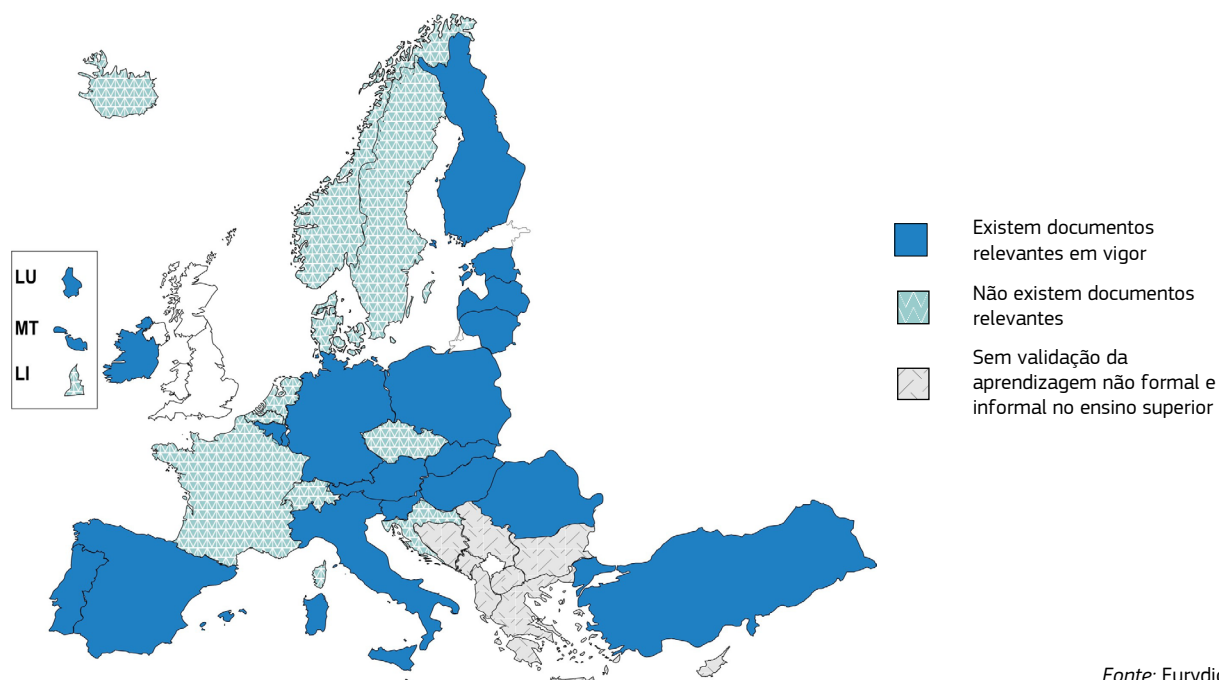 LU
MT
LI
Existem documentos
relevantes em vigor
Não existem documentos
relevantes
Sem validação da
aprendizagem não formal e
informal no ensino superior
Fonte: Eurydic